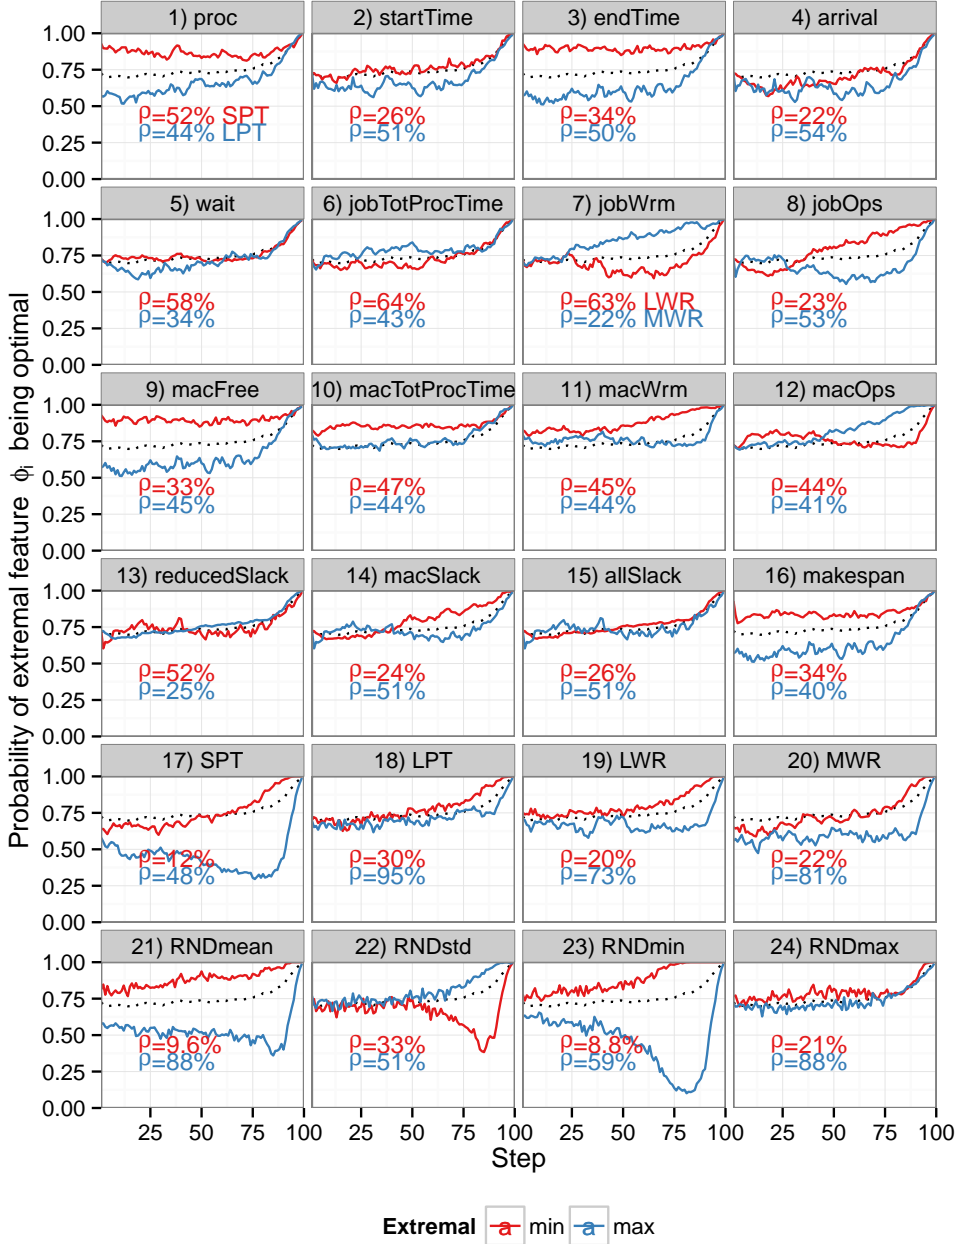 Probability of extremal feature ϕi being optimal
1) proc 2) startTime 3) endTime 4) arrival
1.00
0.75
0.50
0.25
0.00
ρ=52% SPT ρ=26% ρ=34% ρ=22%
ρ=44% LPT ρ=51% ρ=50% ρ=54%
5) wait 6) jobTotProcTime 7) jobWrm 8) jobOps
1.00
0.75
0.50
0.25
0.00
ρ=58% ρ=64% ρ=63% LWR ρ=23%
ρ=34% ρ=43% ρ=22% MWR ρ=53%
9) macFree 10) macTotProcTime 11) macWrm 12) macOps
1.00
0.75
0.50
0.25
0.00
ρ=33% ρ=47% ρ=45% ρ=44%
ρ=45% ρ=44% ρ=44% ρ=41%
13) reducedSlack 14) macSlack 15) allSlack 16) makespan
1.00
0.75
0.50
0.25
0.00
ρ=52% ρ=24% ρ=26% ρ=34%
ρ=25% ρ=51% ρ=51% ρ=40%
17) SPT 18) LPT 19) LWR 20) MWR
1.00
0.75
0.50
0.25
0.00
ρ=12% ρ=30% ρ=20% ρ=22%
ρ=48% ρ=95% ρ=73% ρ=81%
21) RNDmean 22) RNDstd 23) RNDmin 24) RNDmax
1.00
0.75
0.50
0.25
0.00
ρ=9.6% ρ=33% ρ=8.8% ρ=21%
ρ=88% ρ=51% ρ=59% ρ=88%
25 50 75 100 25 50 75 100 25 50 75 100 25 50 75 100
Step
Extremal a min a max